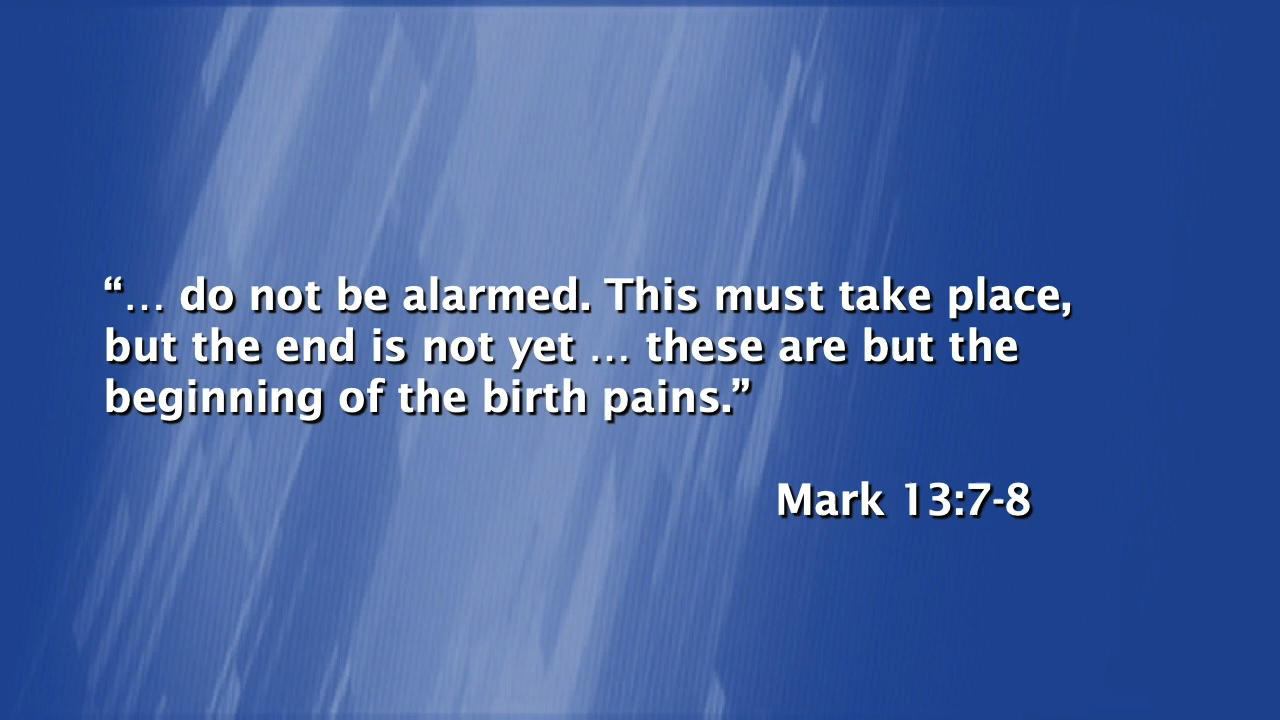 “… do not be alarmed. This must take place,
but the end is not yet … these are but the
beginning of the birth pains.”
Mark 13:7-8